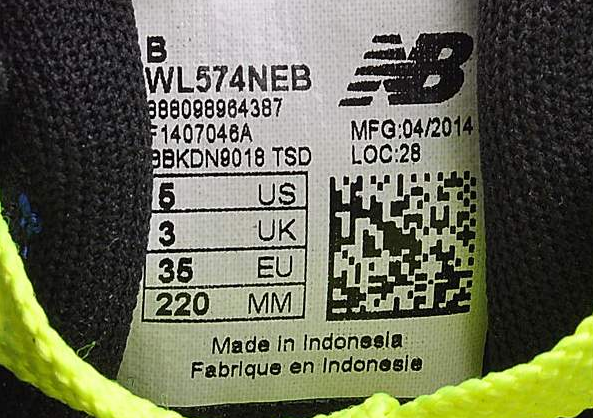 B
WL574NEB
888098964387
F1407046A
BBKDN9018 TSD
NB
MFG:04/2014
LOC:28
5 US
3 UK
35 EU
220 MM
Made in Indonesia
Fabrique en Indonesie